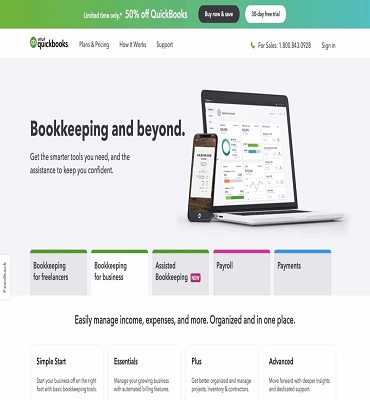 Limited time only.* 50% off QuickBooks Buy now & save 30-day free trial
intuit quickbooks. Plans & Pricing How It Works Support For Sales: 1.800.843.0928 Sign in
Bookkeeping and beyond.
Get the smarter tools you need, and the
assistance to keep you confident.
Feedback
Bookkeeping
for freelancers
Bookkeeping
for business
Assisted
Bookkeeping NEW
Payroll
Payments
Easily manage income, expenses, and more. Organized and in one place.
Simple Start
Start your business off on the right
foot with basic bookkeeping tools.
Essentials
Manage your growing business
with automated billing features.
Plus
Get better organized and manage
projects, inventory & contractors.
Advanced
Move forward with deeper insights
and dedicated support.